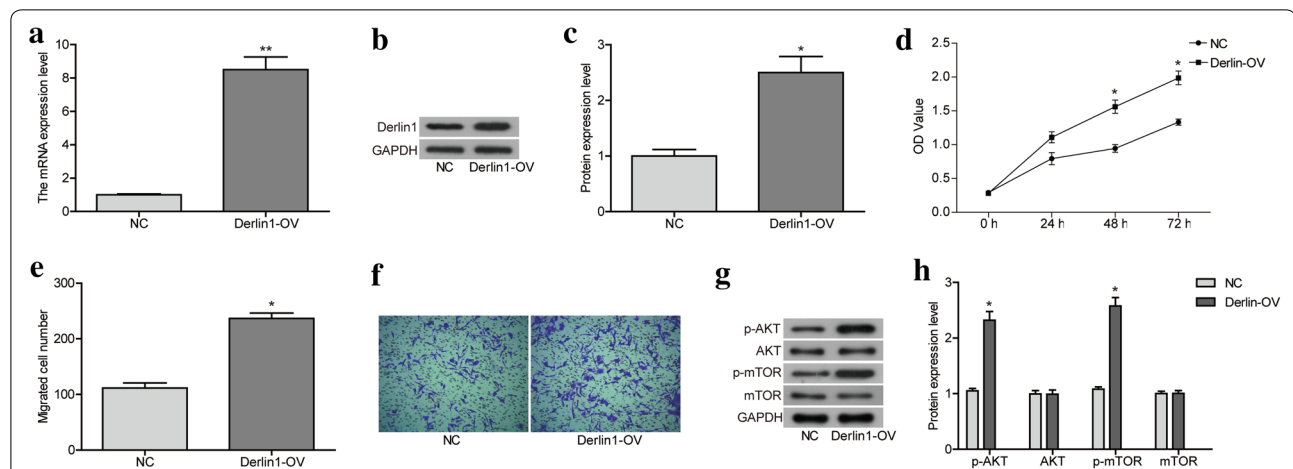 a
The mRNA expression level
10
8
6
4
2
0
**
NC
Derlin1-OV
b
Derlin1
GAPDH
NC Derlin1-OV
c
Protein expression level
3
2
1
0
*
NC
Derlin1-OV
d
OD Value
2.5
2.0
1.5
1.0
0.5
0.0
*
*
0 h
24 h
48 h
72 h
NC
Derlin-OV
e
Migrated cell number
300
200
100
0
*
NC
Derlin1-OV
f
NC
Derlin1-OV
g
p-AKT
AKT
p-mTOR
mTOR
GAPDH
NC Derlin1-OV
h
Protein expression level
3
2
1
0
*
*
p-AKT
AKT
p-mTOR
mTOR
NC
Derlin-OV